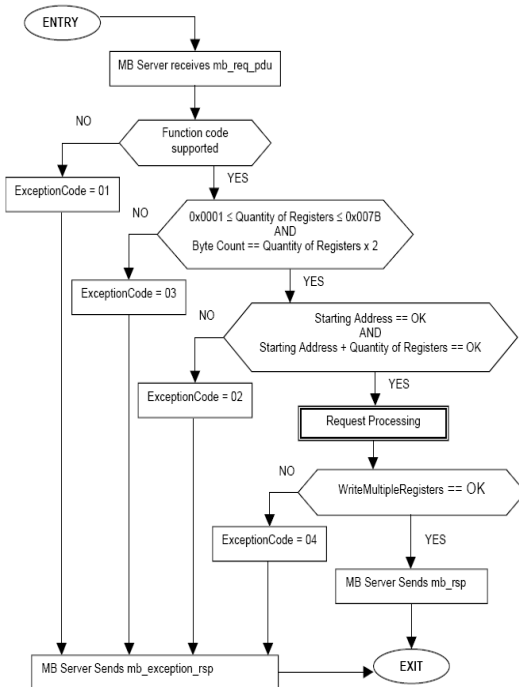 ENTRY
MB Server receives mb_req_pdu
NO
Function code
supported
YES
ExceptionCode = 01
NO
0x0001 ≤ Quantity of Registers ≤ 0x007B
AND
Byte Count == Quantity of Registers x 2
YES
ExceptionCode = 03
NO
Starting Address == OK
AND
Starting Address + Quantity of Registers == OK
YES
ExceptionCode = 02
Request Processing
NO
WriteMultipleRegisters == OK
YES
ExceptionCode = 04
MB Server Sends mb_rsp
MB Server Sends mb_exception_rsp
EXIT